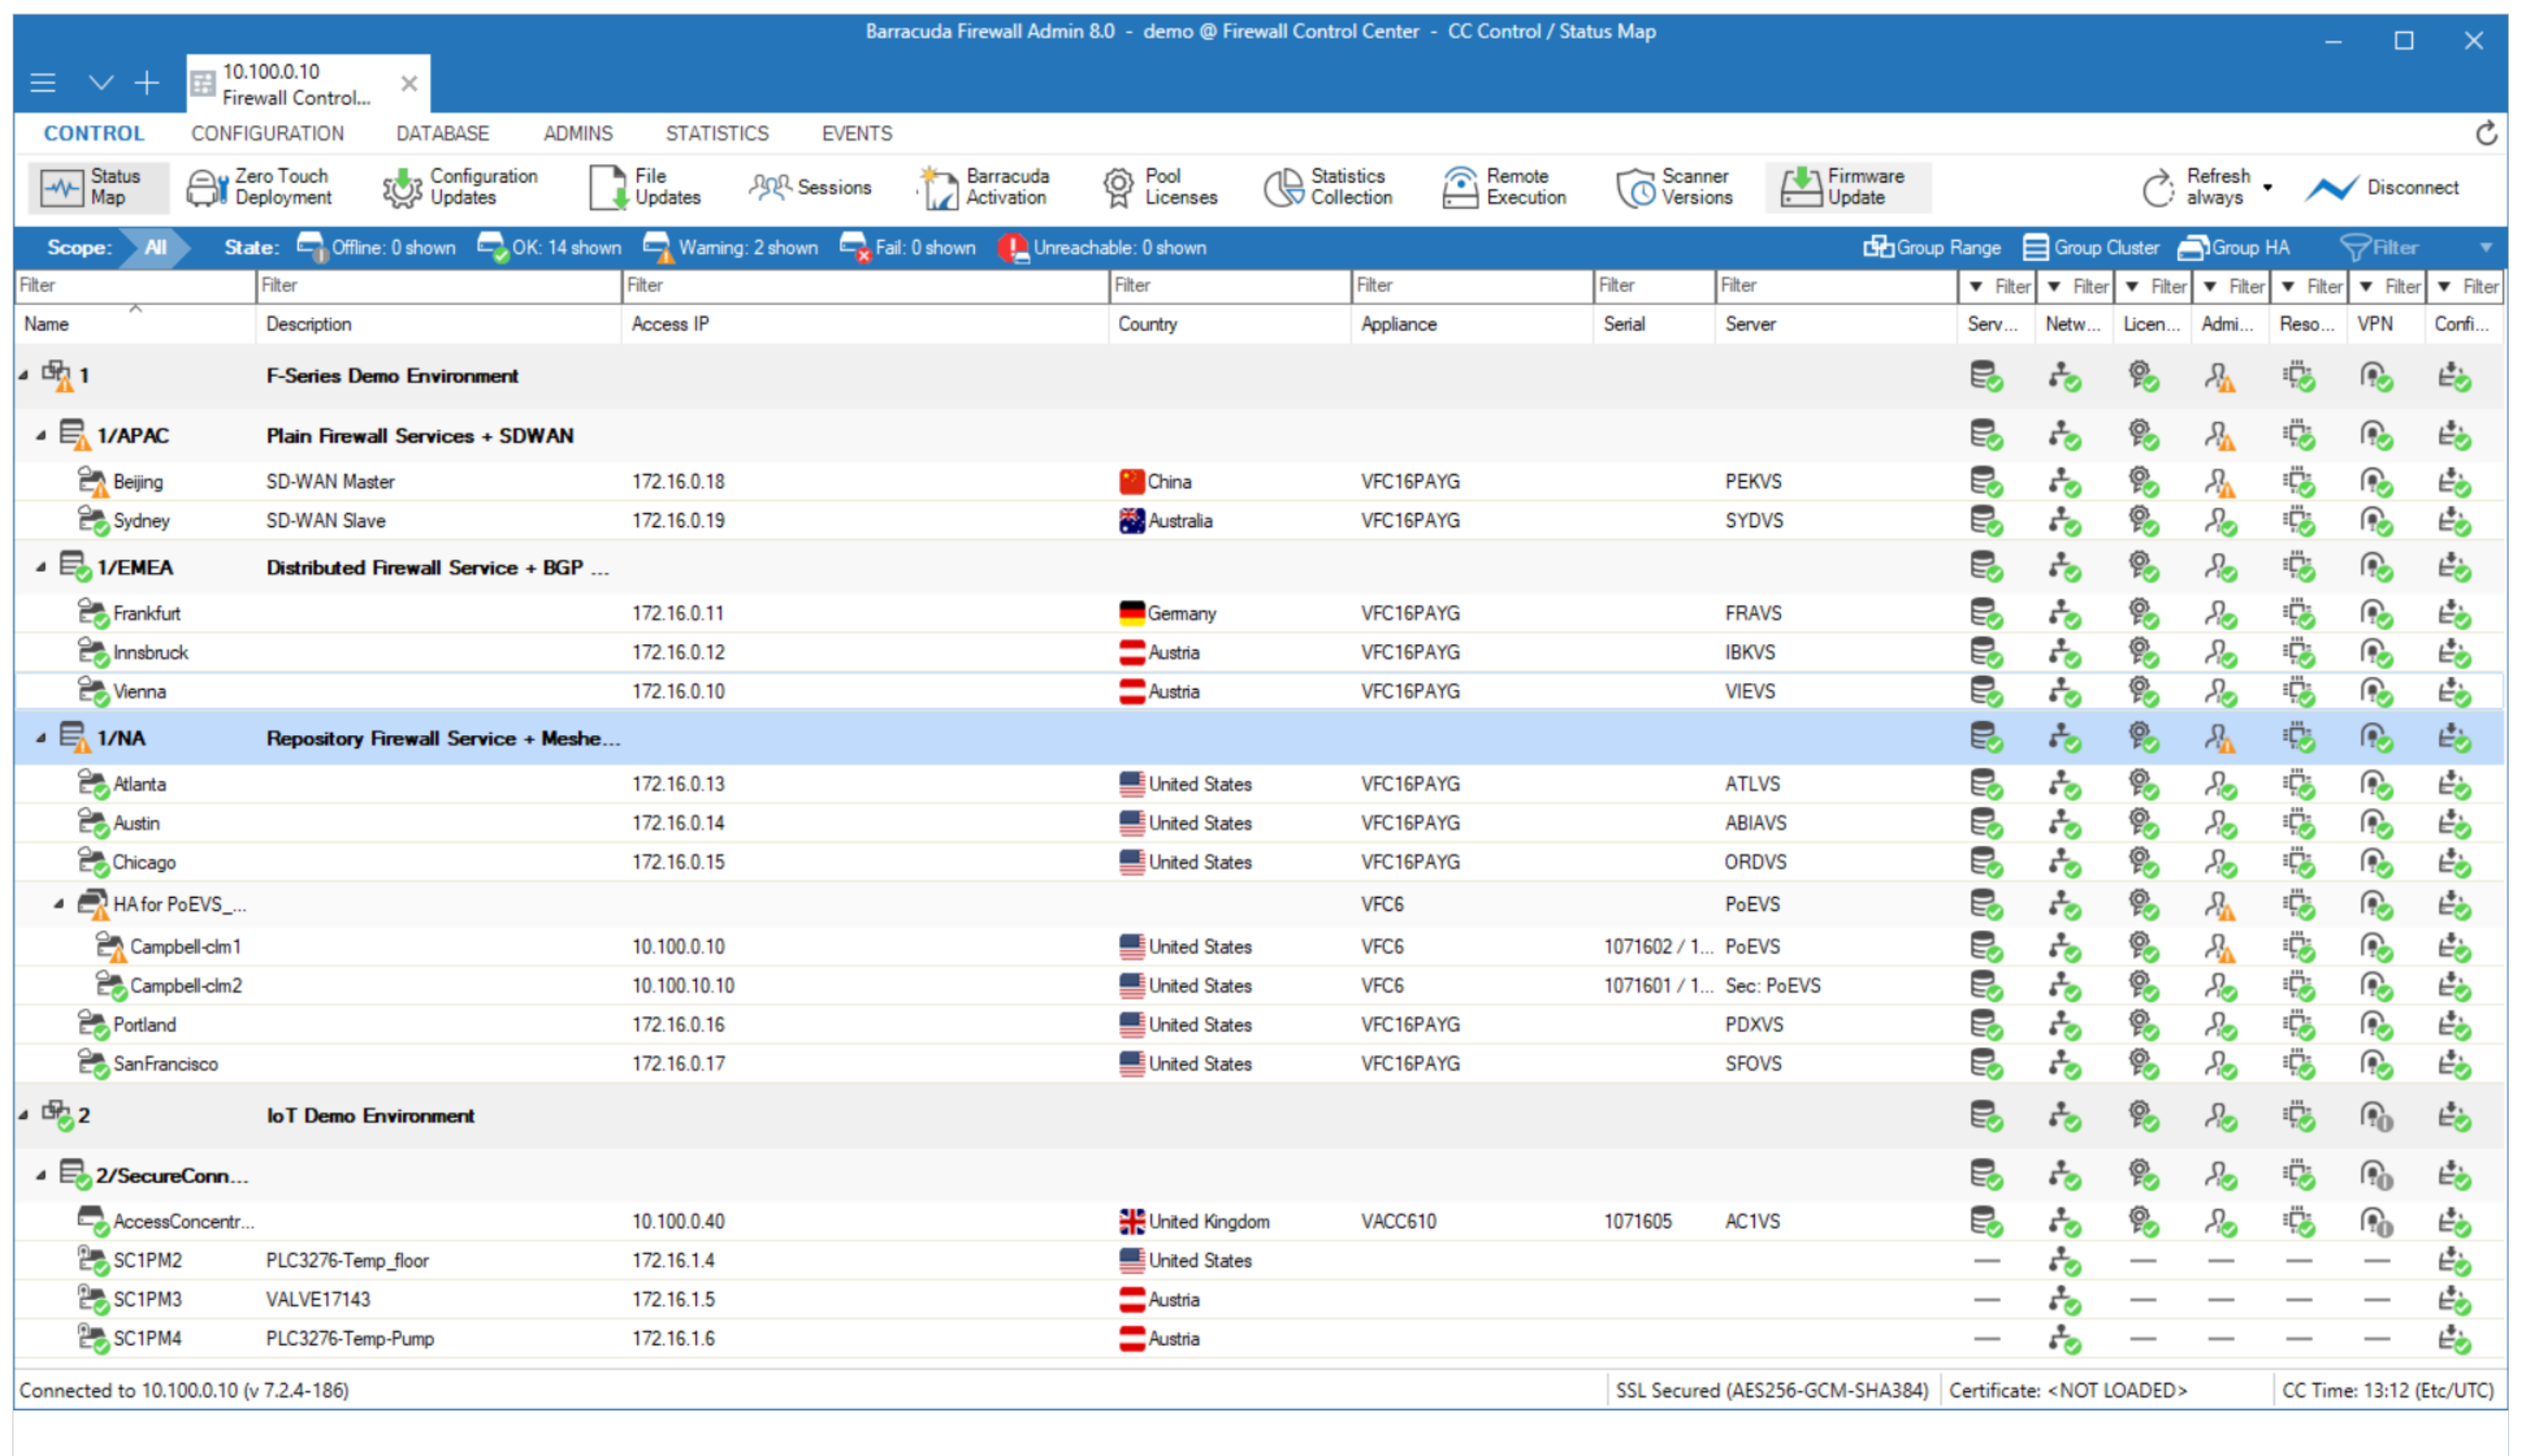 Barracuda Firewall Admin 8.0 - demo @ Firewall Control Center - CC Control / Status Map
10.100.0.10
Firewall Control...
CONTROL CONFIGURATION DATABASE ADMINS STATISTICS EVENTS
Status Map
Zero Touch Deployment
Configuration Updates
File Updates
Sessions
Barracuda Activation
Pool Licenses
Statistics Collection
Remote Execution
Scanner Versions
Firmware Update
Refresh always
Disconnect
Scope: All State: Offline: 0 shown OK: 14 shown Warning: 2 shown Fail: 0 shown Unreachable: 0 shown Group Range Group Cluster Group HA Filter
Filter Filter Filter Filter Filter Filter Filter Filter Filter Filter Filter Filter Filter Filter
Name Description Access IP Country Appliance Serial Server Serv... Netw... Licen... Admi... Reso... VPN Confi...
1 F-Series Demo Environment
1/APAC Plain Firewall Services + SDWAN
Beijing SD-WAN Master 172.16.0.18 China VFC16PAYG PEKVS
Sydney SD-WAN Slave 172.16.0.19 Australia VFC16PAYG SYDVS
1/EMEA Distributed Firewall Service + BGP ...
Frankfurt 172.16.0.11 Germany VFC16PAYG FRAVS
Innsbruck 172.16.0.12 Austria VFC16PAYG IBKVS
Vienna 172.16.0.10 Austria VFC16PAYG VIEVS
1/NA Repository Firewall Service + Meshe...
Atlanta 172.16.0.13 United States VFC16PAYG ATLVS
Austin 172.16.0.14 United States VFC16PAYG ABIAVS
Chicago 172.16.0.15 United States VFC16PAYG ORDVS
HA for PoEVS_... VFC6 PoEVS
Campbell-clm1 10.100.0.10 United States VFC6 1071602 / 1... PoEVS
Campbell-clm2 10.100.10.10 United States VFC6 1071601 / 1... Sec: PoEVS
Portland 172.16.0.16 United States VFC16PAYG PDXVS
SanFrancisco 172.16.0.17 United States VFC16PAYG SFOVS
2 IoT Demo Environment
2/SecureConn...
AccessConcentr... 10.100.0.40 United Kingdom VACC610 1071605 AC1VS
SC1PM2 PLC3276-Temp_floor 172.16.1.4 United States — — — — —
SC1PM3 VALVE17143 172.16.1.5 Austria — — — — —
SC1PM4 PLC3276-Temp-Pump 172.16.1.6 Austria — — — — —
Connected to 10.100.0.10 (v 7.2.4-186) SSL Secured (AES256-GCM-SHA384) Certificate: <NOT LOADED> CC Time: 13:12 (Etc/UTC)